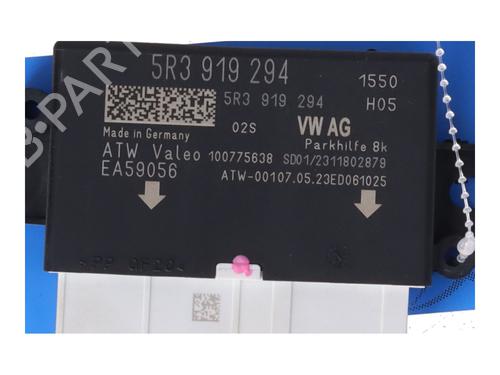 5R3 919 294
1550
5R3 919 294
H05
Made in Germany
02S
VW AG
Parkhilfe 8k
ATW Valeo 100775638
SD01/2311802879
EA59056
ATW-00107.05.23ED061025
B-PART